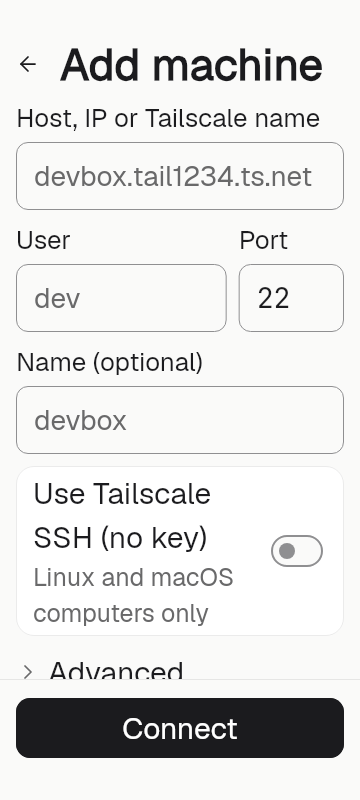 Add machine
Host, IP or Tailscale name
devbox.tail1234.ts.net
User
Port
dev
22
Name (optional)
devbox
Use Tailscale
SSH (no key)
Linux and macOS
computers only
Advanced
Connect